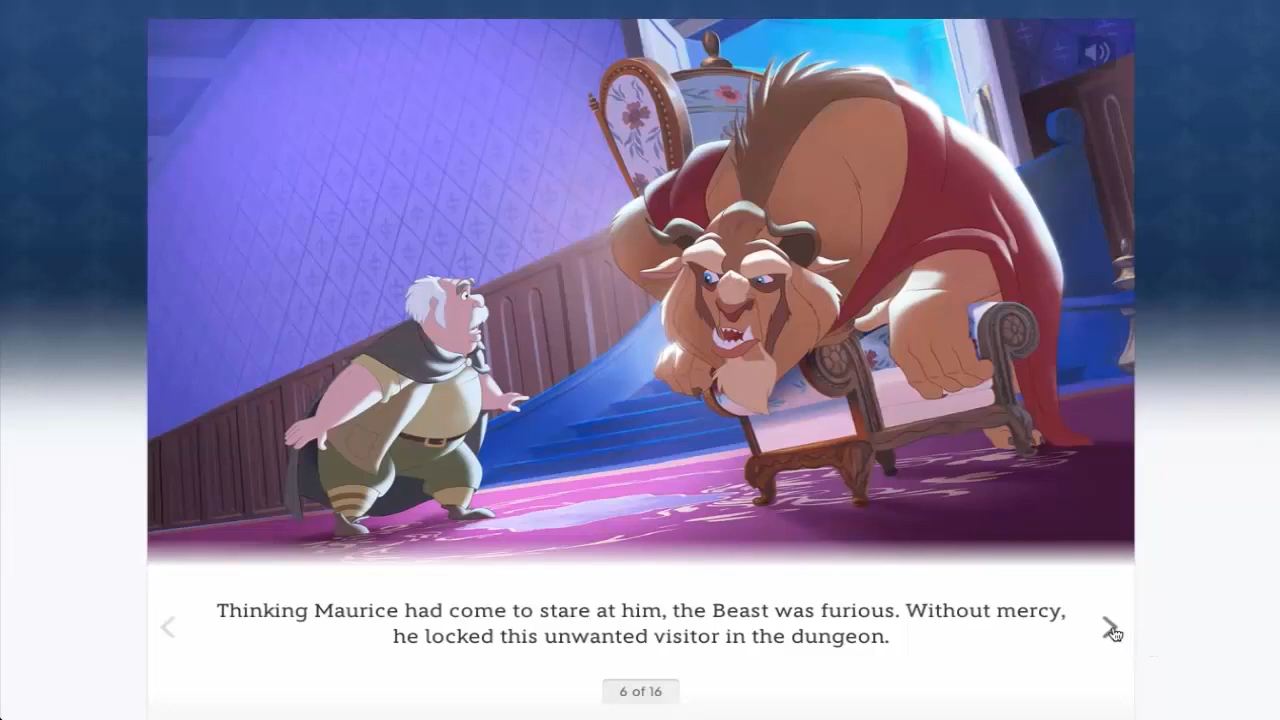 Thinking Maurice had come to stare at him, the Beast was furious. Without mercy,
he locked this unwanted visitor in the dungeon.
6 of 16